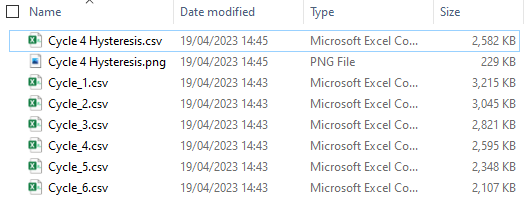 Name Date modified Type Size
Cycle 4 Hysteresis.csv 19/04/2023 14:45 Microsoft Excel Co... 2,582 KB
Cycle 4 Hysteresis.png 19/04/2023 14:45 PNG File 229 KB
Cycle_1.csv 19/04/2023 14:43 Microsoft Excel Co... 3,215 KB
Cycle_2.csv 19/04/2023 14:43 Microsoft Excel Co... 3,045 KB
Cycle_3.csv 19/04/2023 14:43 Microsoft Excel Co... 2,821 KB
Cycle_4.csv 19/04/2023 14:43 Microsoft Excel Co... 2,595 KB
Cycle_5.csv 19/04/2023 14:43 Microsoft Excel Co... 2,348 KB
Cycle_6.csv 19/04/2023 14:43 Microsoft Excel Co... 2,107 KB